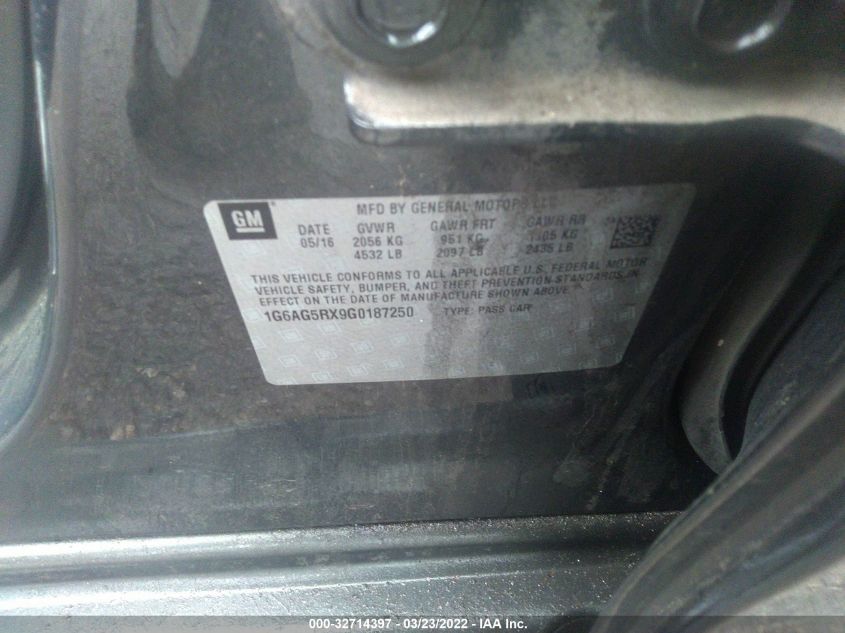 GM
MFD BY GENERAL MOTORS LLC
DATE GVWR GAWR FRT GAWR RR
05/16 2056 KG 951 KG 1105 KG
4532 LB 2097 LB 2435 LB
THIS VEHICLE CONFORMS TO ALL APPLICABLE U.S. FEDERAL MOTOR
VEHICLE SAFETY, BUMPER, AND THEFT PREVENTION STANDARDS IN
EFFECT ON THE DATE OF MANUFACTURE SHOWN ABOVE
1G6AG5RX9G0187250 TYPE: PASS CAR
000-32714397 - 03/23/2022 - IAA Inc.